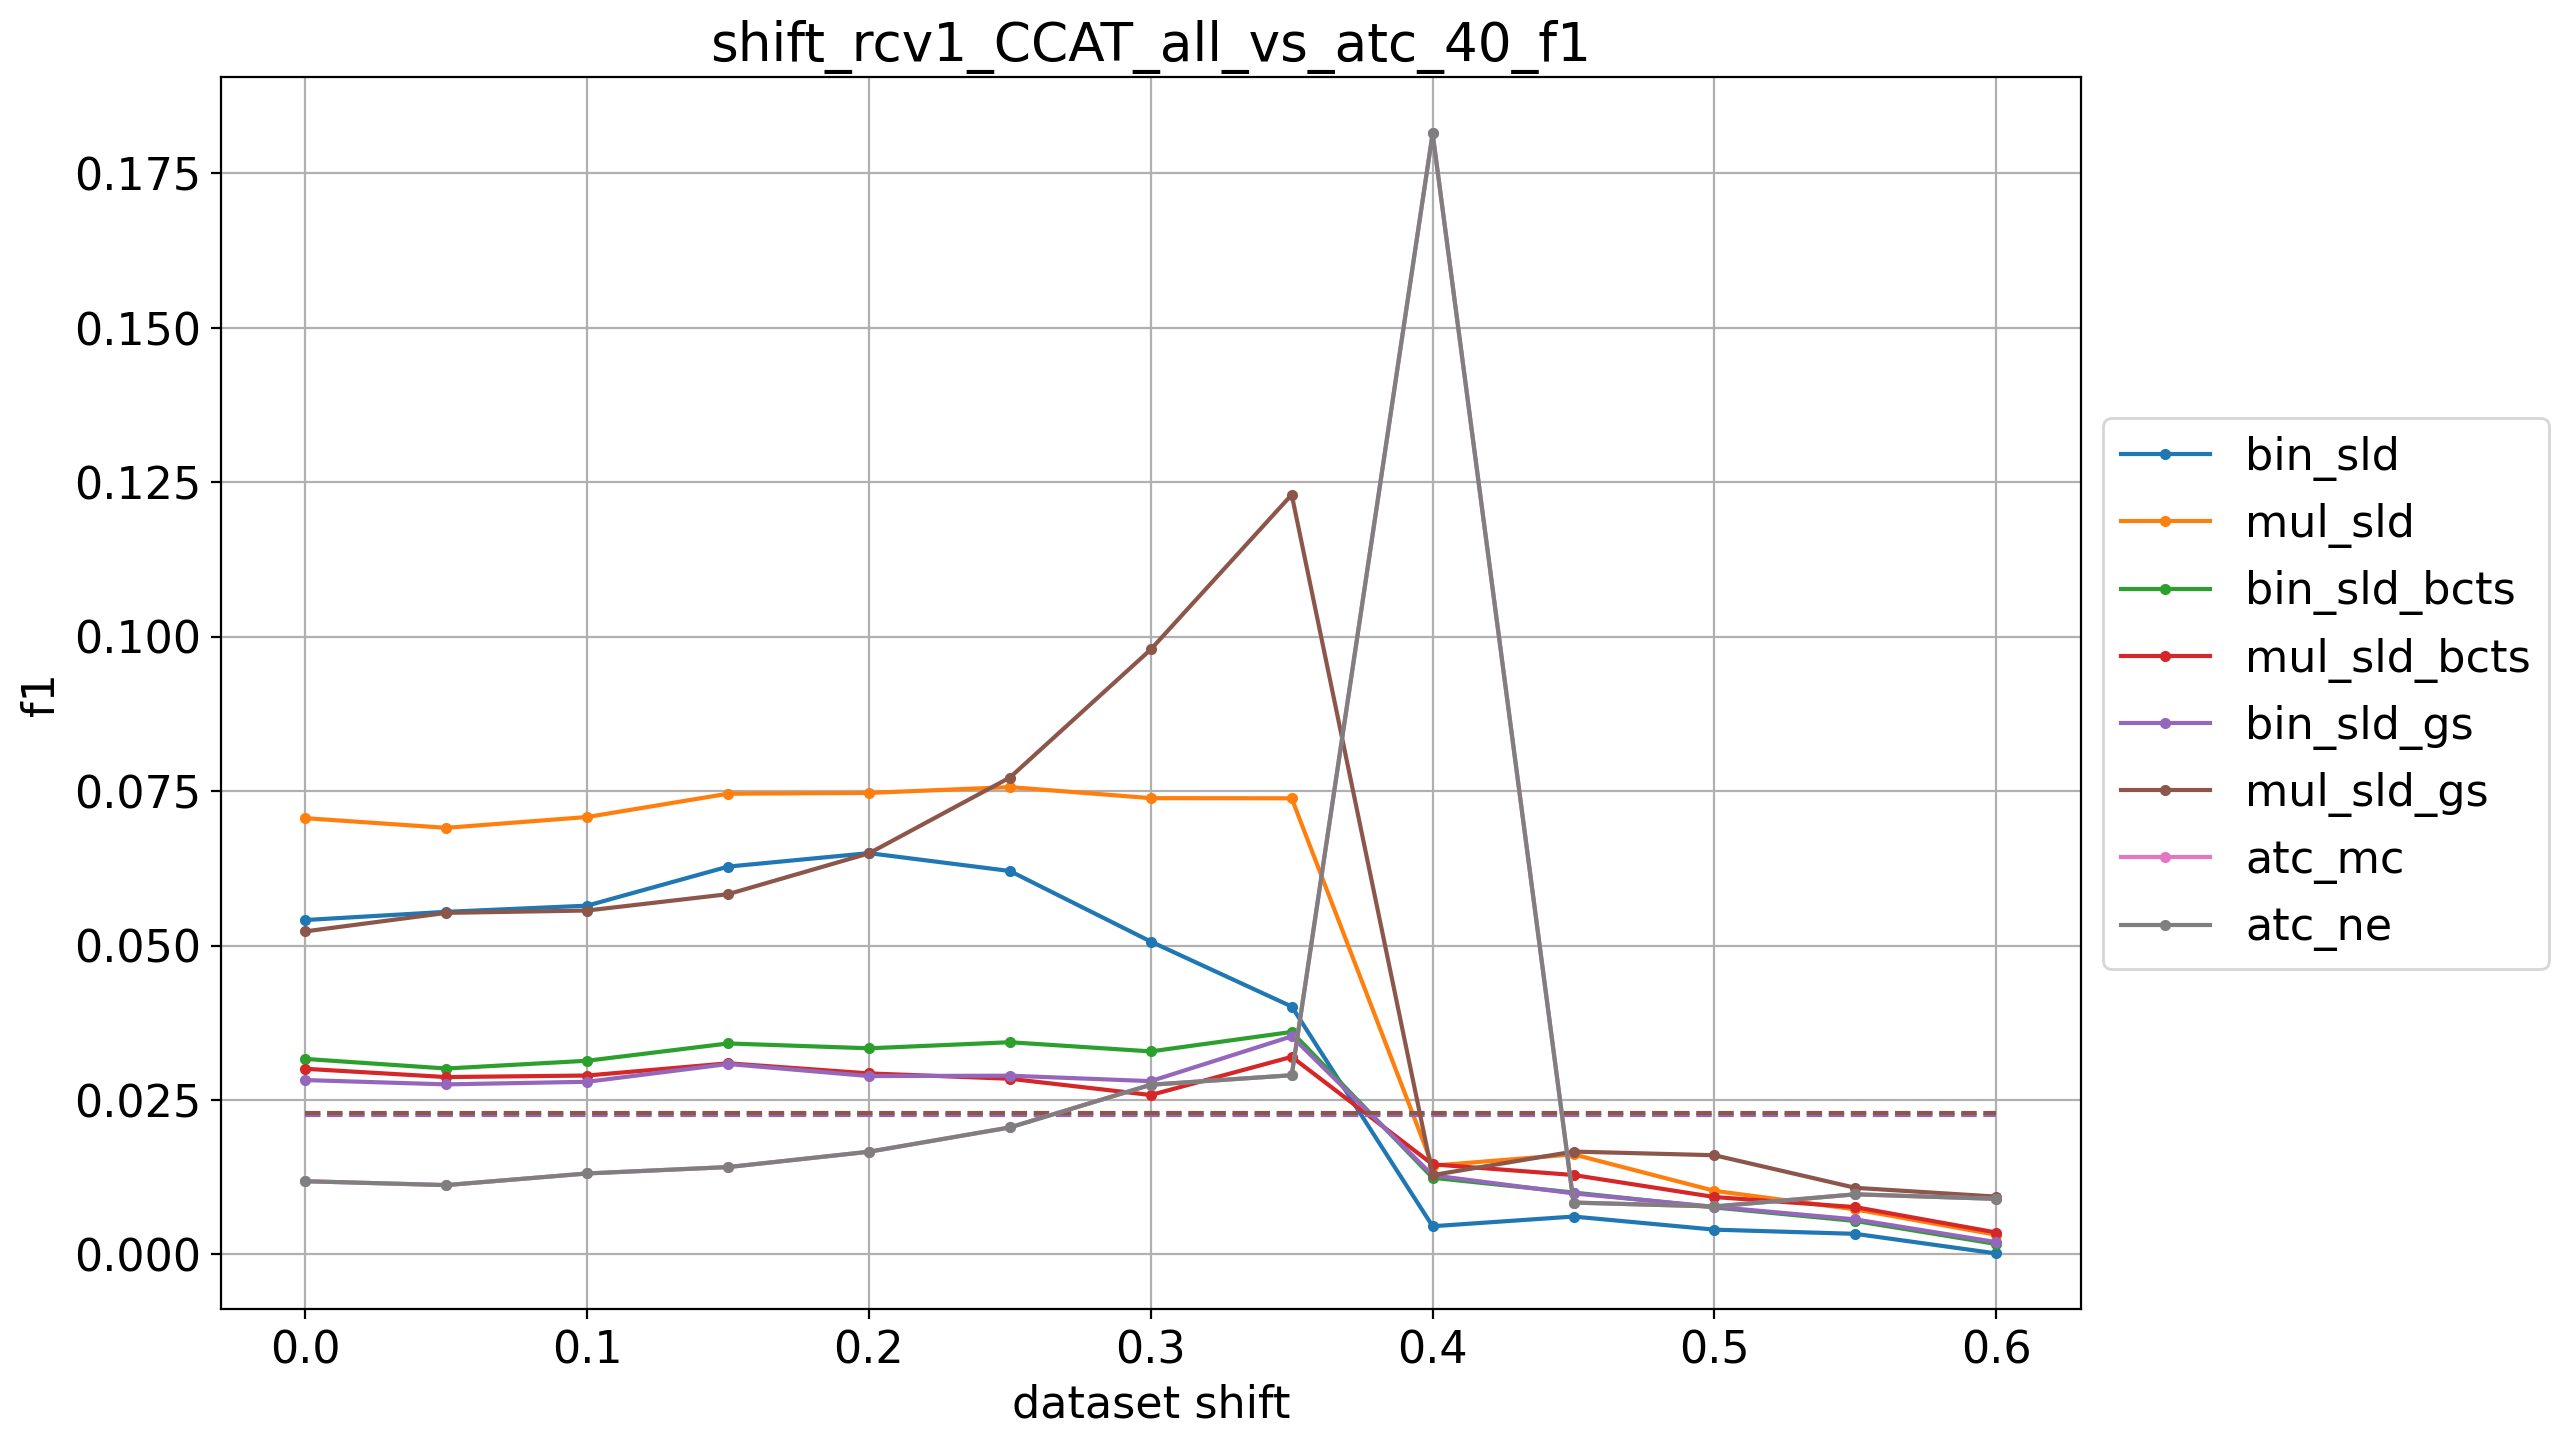 shift_rcv1_CCAT_all_vs_atc_40_f1
0.175
0.150
0.125
0.100
0.075
0.050
0.025
0.000
f1
0.0 0.1 0.2 0.3 0.4 0.5 0.6
dataset shift
bin_sld
mul_sld
bin_sld_bcts
mul_sld_bcts
bin_sld_gs
mul_sld_gs
atc_mc
atc_ne